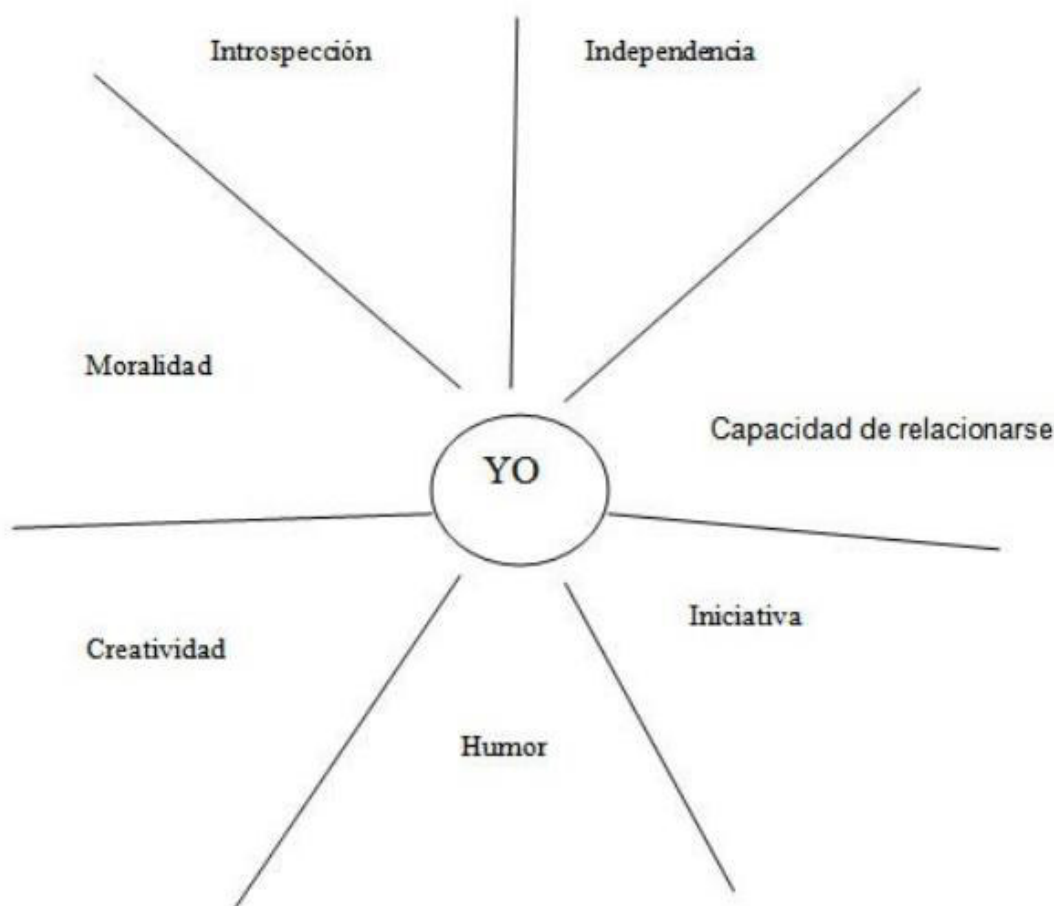 Introspección
Independencia
Moralidad
Capacidad de relacionarse
YO
Iniciativa
Creatividad
Humor